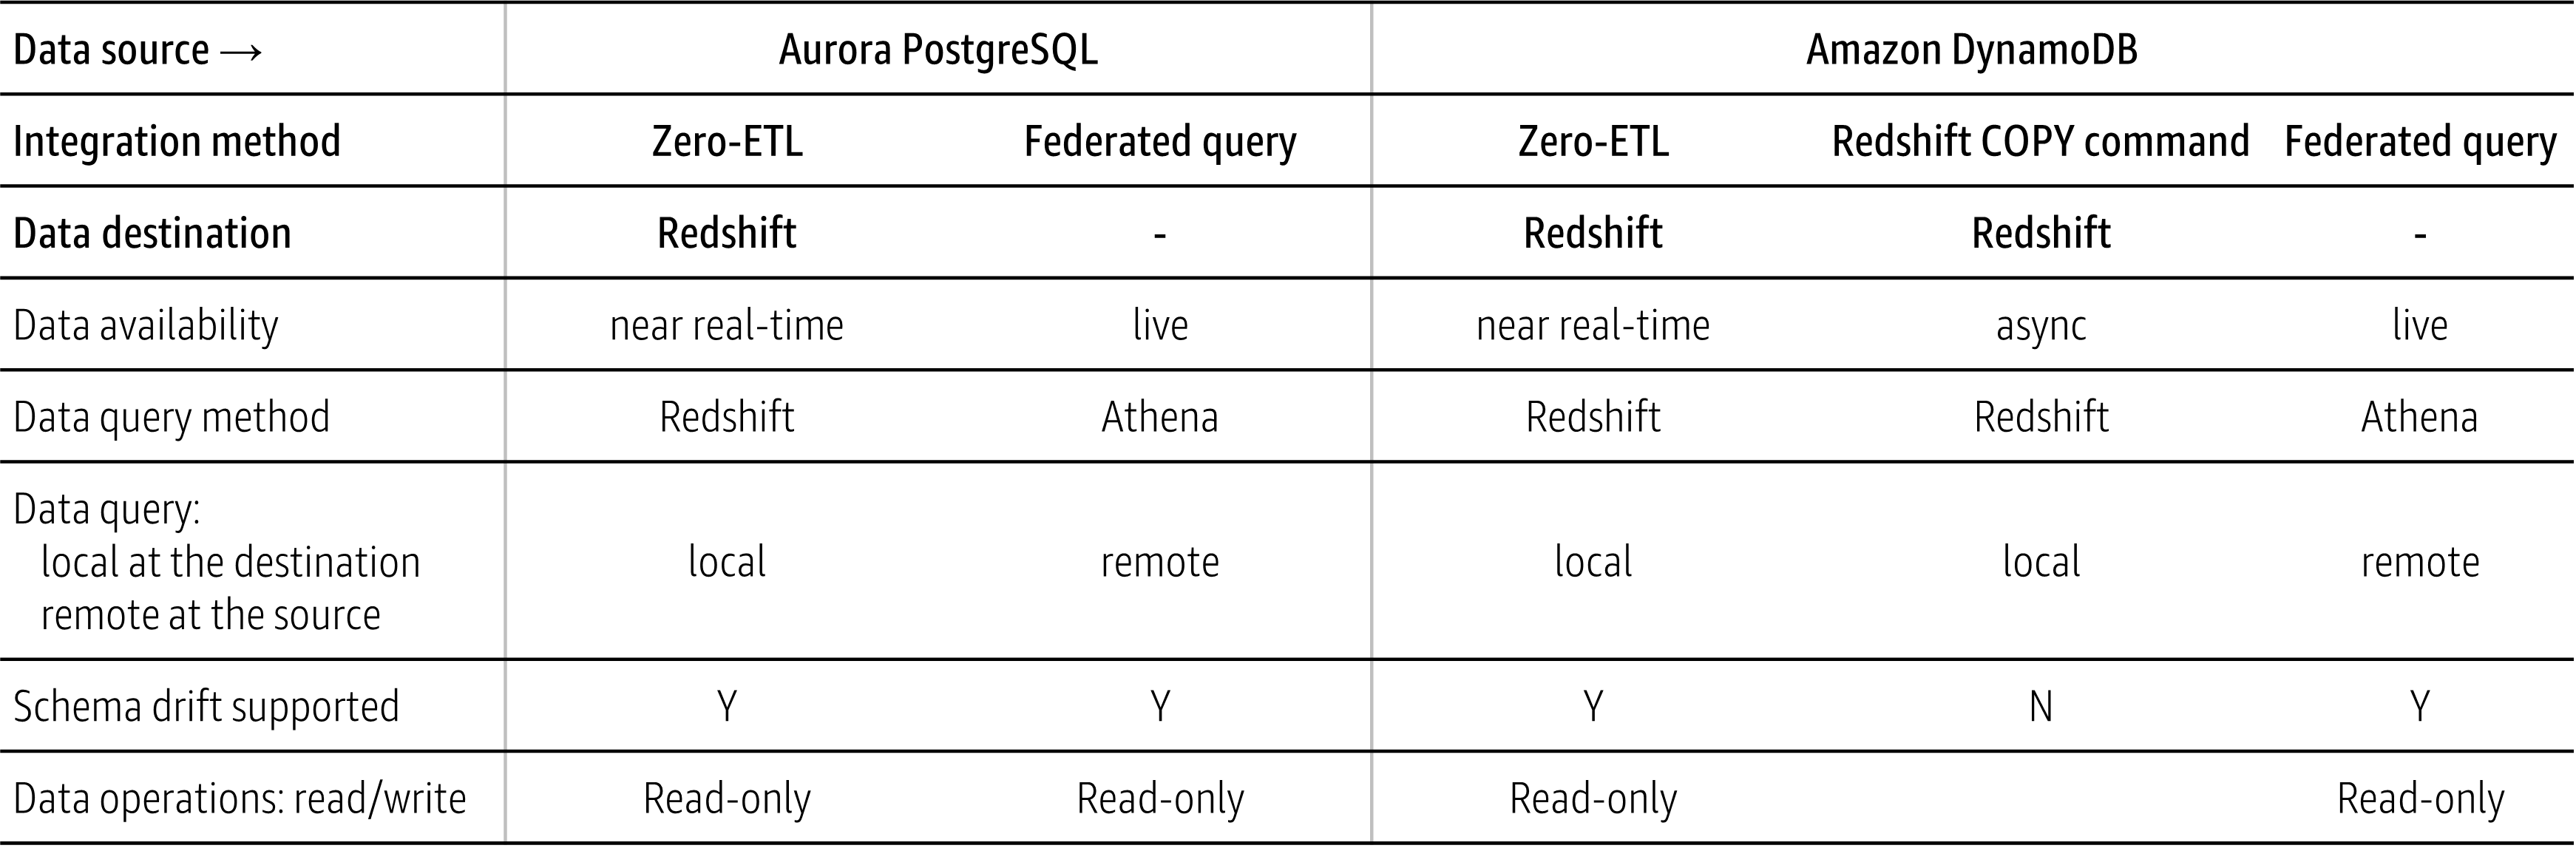 Data source → Aurora PostgreSQL Amazon DynamoDB
Integration method Zero-ETL Federated query Zero-ETL Redshift COPY command Federated query
Data destination Redshift - Redshift Redshift -
Data availability near real-time live near real-time async live
Data query method Redshift Athena Redshift Redshift Athena
Data query:
local at the destination local remote local local remote
remote at the source
Schema drift supported Y Y Y N Y
Data operations: read/write Read-only Read-only Read-only Read-only